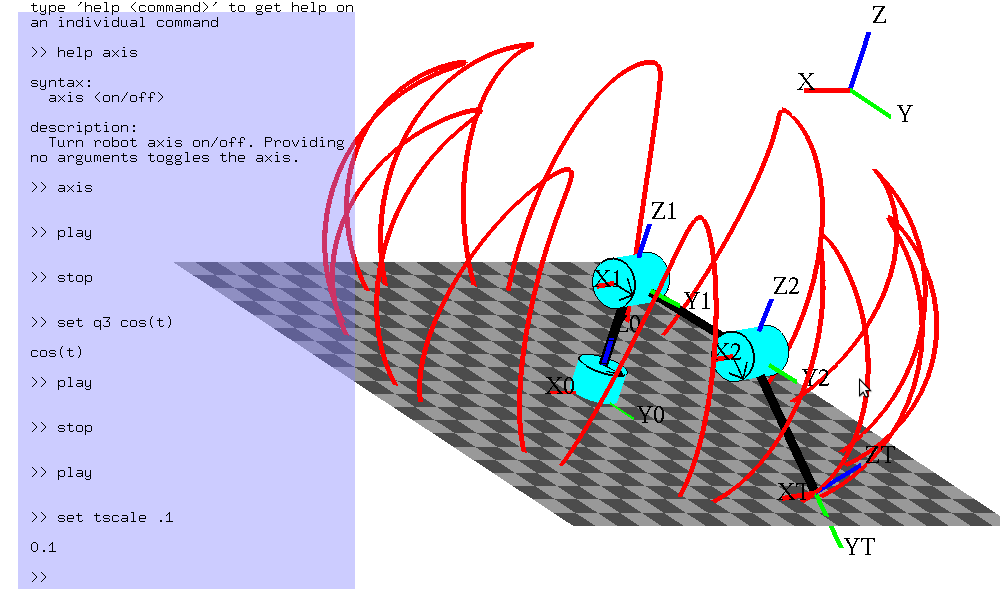 type 'help <command>' to get help on
an individual command
>> help axis
syntax:
axis <on/off>
description:
Turn robot axis on/off. Providing
no arguments toggles the axis.
>> axis
>> play
>> stop
>> set q3 cos(t)
cos(t)
>> play
>> stop
>> play
>> set tscale .1
0.1
>>
Z
X
Y
Z1
X1
Y1
Z2
Z0
X2
Y2
X0
Y0
ZT
XT
YT